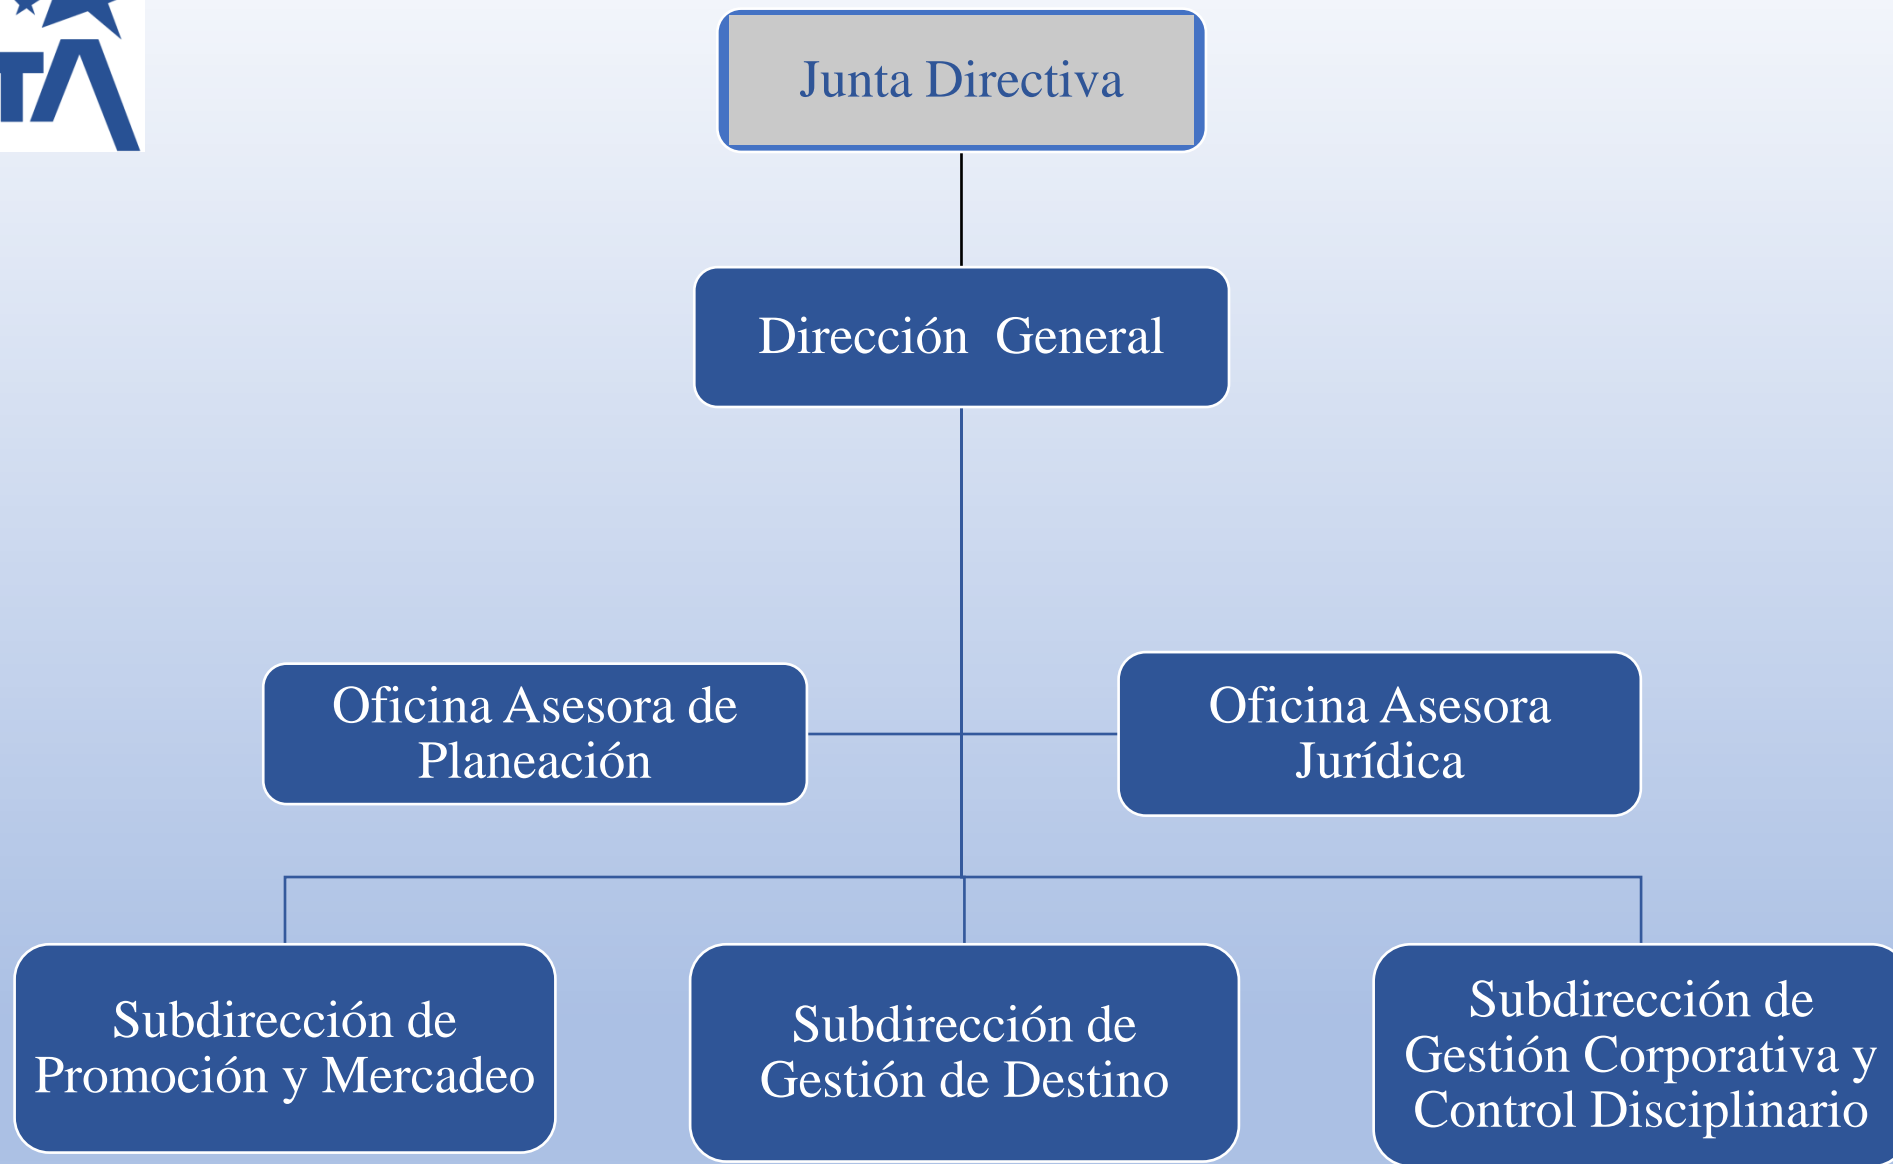 TA
Junta Directiva
Dirección  General
Oficina Asesora de
Planeación
Oficina Asesora
Jurídica
Subdirección de
Promoción y Mercadeo
Subdirección de
Gestión de Destino
Subdirección de
Gestión Corporativa y
Control Disciplinario